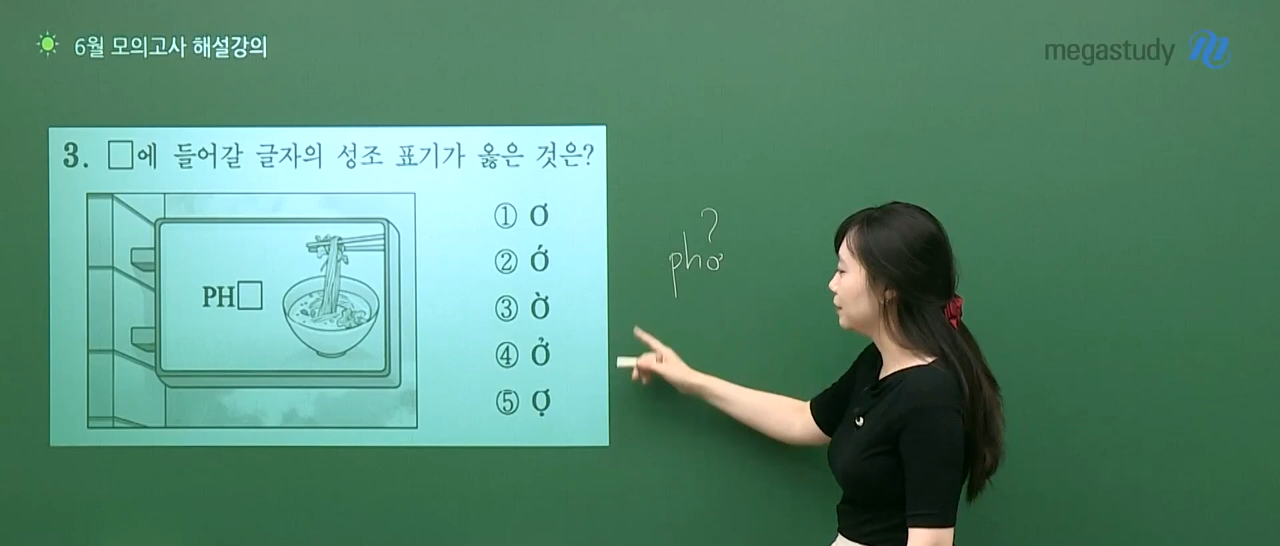 6월 모의고사 해설강의
megastudy
3. □에 들어갈 글자의 성조 표기가 옳은 것은?
PH□
① Ơ
② Ớ
③ Ờ
④ Ở
⑤ Ợ
phở